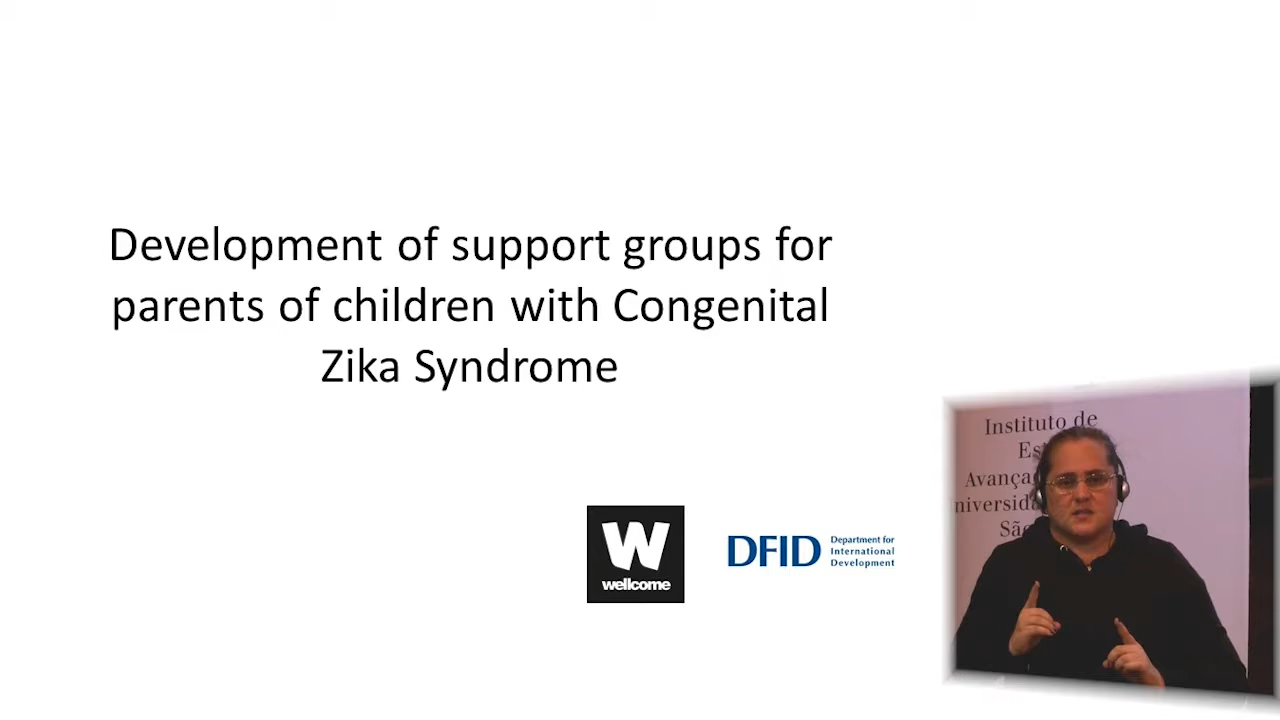 Development of support groups for
parents of children with Congenital
Zika Syndrome
wellcome
DFID
Department for
International
Development
Instituto de
Avança
niversida